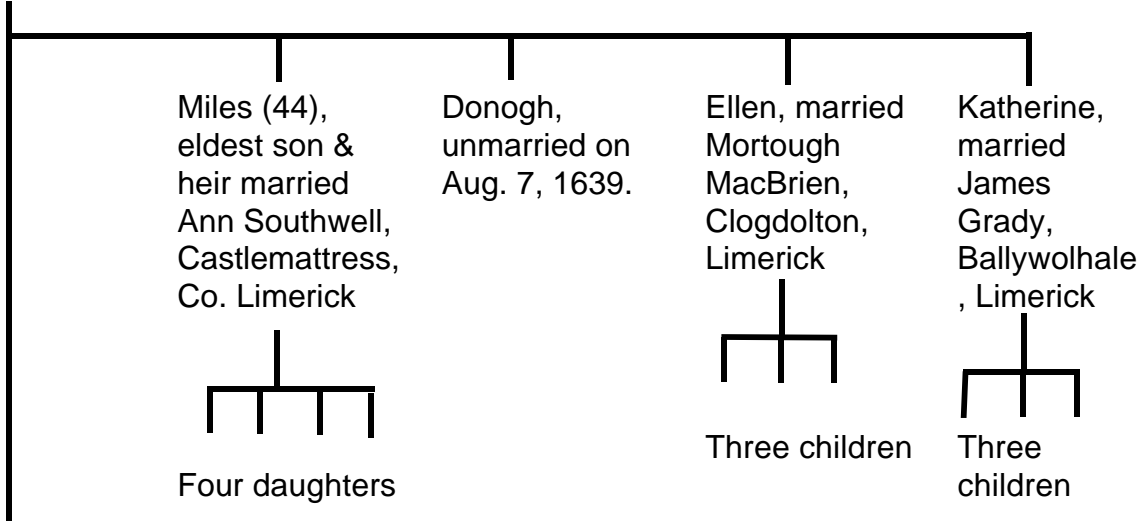 Miles (44),
eldest son &
heir married
Ann Southwell,
Castlemattress,
Co. Limerick
Donogh,
unmarried on
Aug. 7, 1639.
Ellen, married
Mortough
MacBrien,
Clogdolton,
Limerick
Katherine,
married
James
Grady,
Ballywolhale
, Limerick
Four daughters
Three children
Three
children